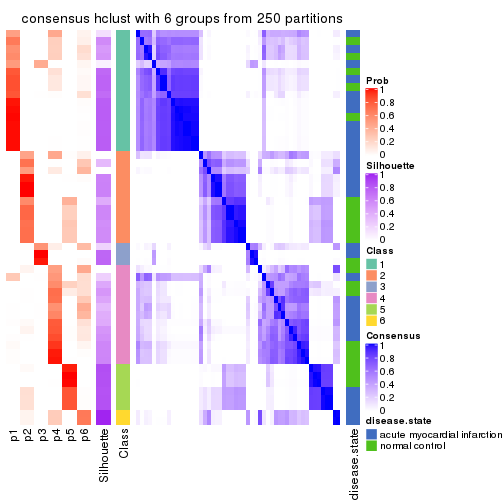 consensus hclust with 6 groups from 250 partitions
Prob
1
0.8
0.6
0.4
0.2
0
Silhouette
1
0.8
0.6
0.4
0.2
0
Class
1
2
3
4
5
6
Consensus
1
0.8
0.6
0.4
0.2
0
disease.state
acute myocardial infarction
normal control
p1
p2
p3
p4
p5
p6
Silhouette
Class
disease.state